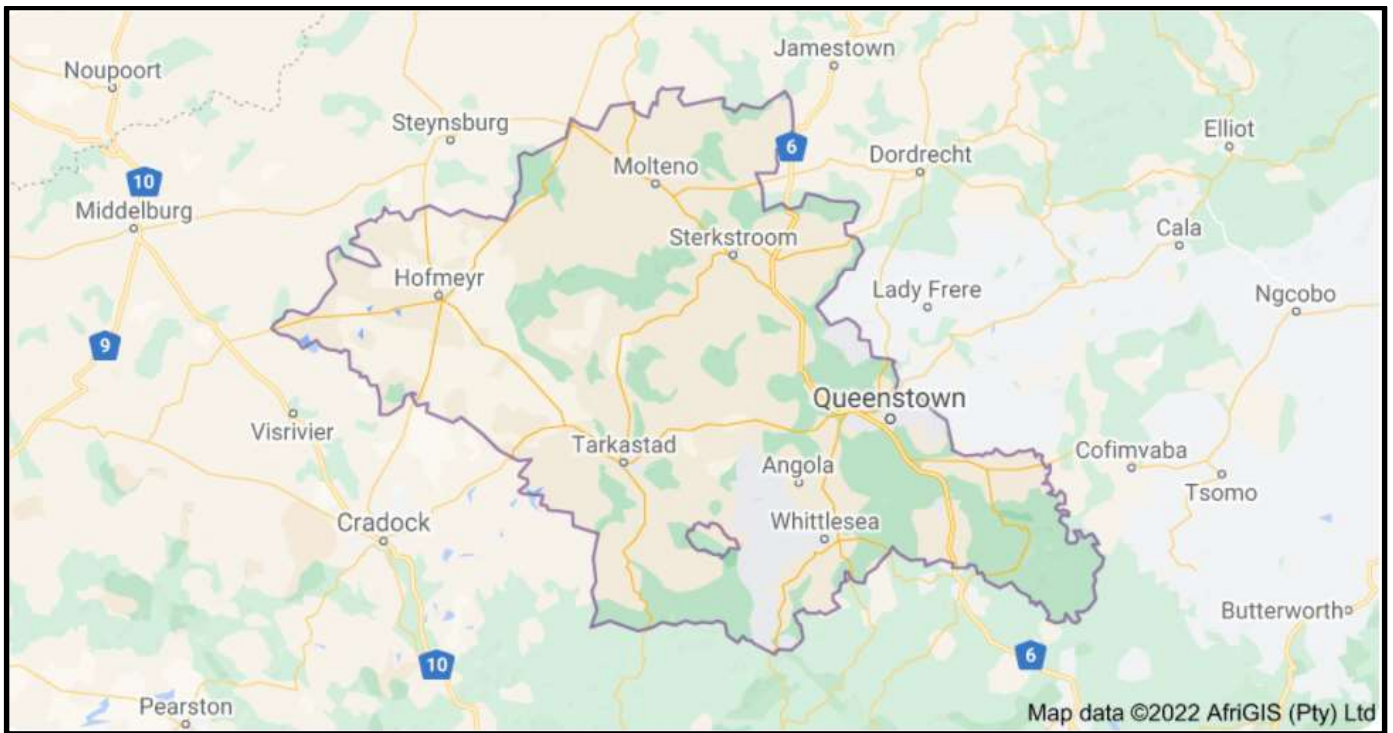 Jamestown
Noupoort
Steynsburg
Elliot
6
Dordrecht
Molteno
10
Middelburg
Cala
Sterkstroom
Hofmeyr
Lady Frere
Ngcobo
9
Queenstown
Visrivier
Tarkastad
Cofimvaba
Angola
Tsomo
Whittlesea
Cradock
Butterworth
6
10
Pearston
Map data ©2022 AfriGIS (Pty) Ltd